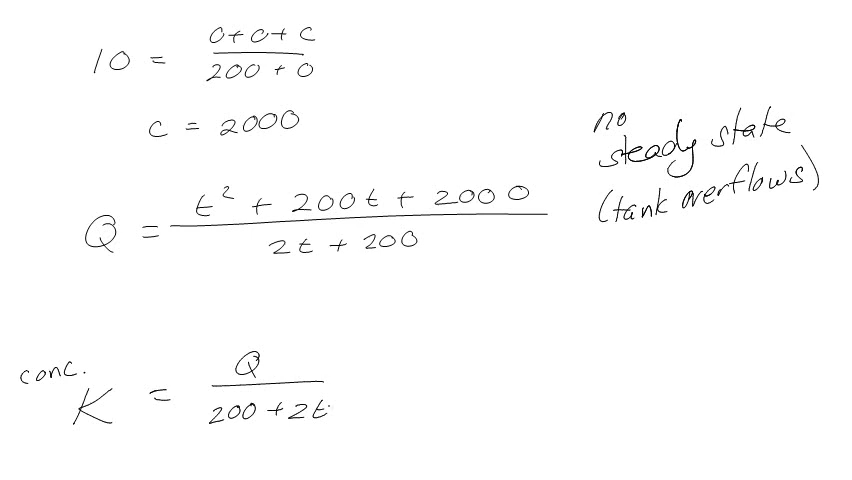 10 = (0 + 0 + c) / (200 + 0)
c = 2000
Q = (t² + 200t + 2000) / (2t + 200)
no
steady state
(tank overflows)
conc.
K = Q / (200 + 2t)